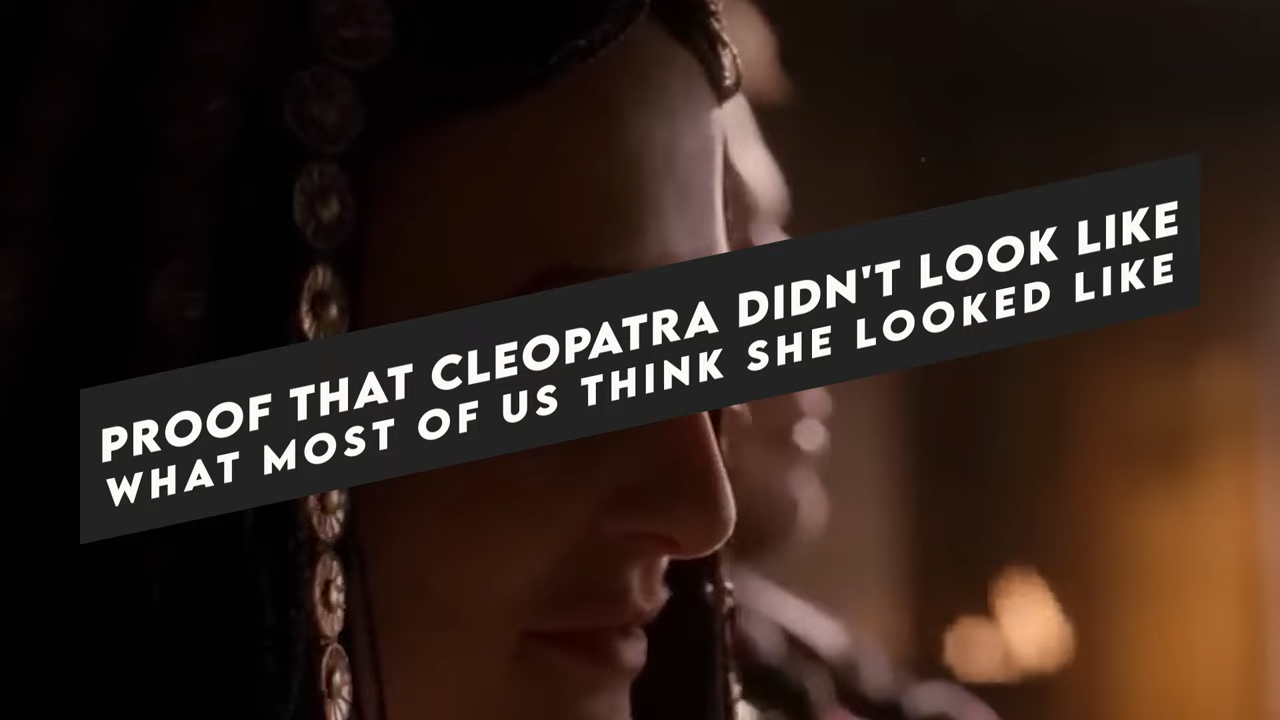 PROOF THAT CLEOPATRA DIDN'T LOOK LIKE
WHAT MOST OF US THINK SHE LOOKED LIKE